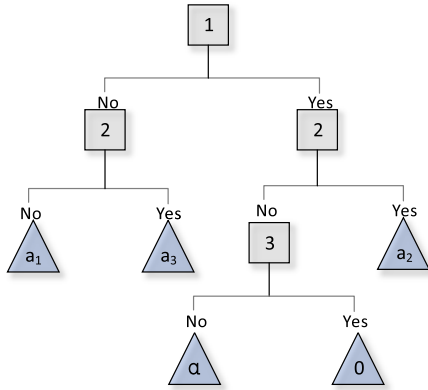 1
No Yes
2 2
No Yes No Yes
a₁ a₃ 3 a₂
No Yes
α 0